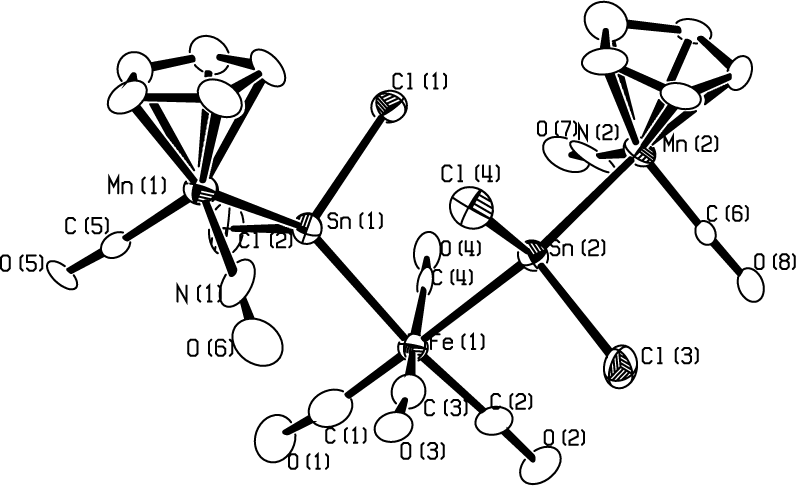 Cl(1)
O(7)
N(2)
Mn(2)
Mn(1)
Cl(4)
C(5)
Sn(1)
C(6)
Cl(2)
O(4)
Sn(2)
O(5)
O(8)
C(4)
N(1)
O(6)
Fe(1)
Cl(3)
C(3)
C(2)
C(1)
O(3)
O(2)
O(1)